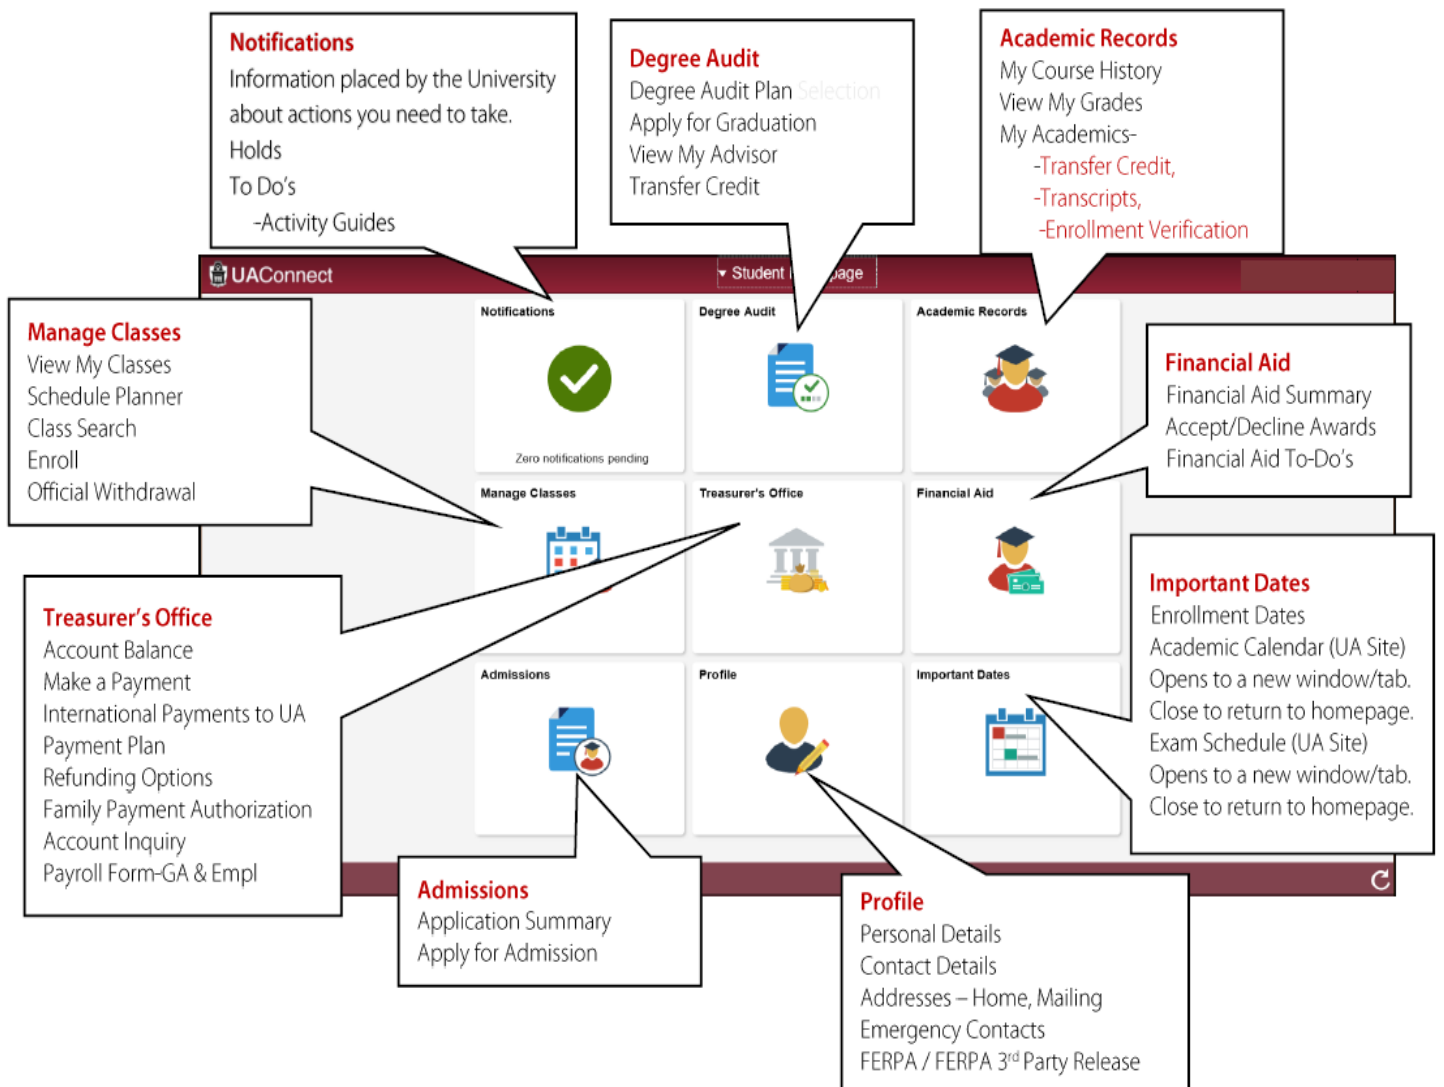 Notifications
Information placed by the University
about actions you need to take.
Holds
To Do's
-Activity Guides
Degree Audit
Degree Audit Plan Selection
Apply for Graduation
View My Advisor
Transfer Credit
Academic Records
My Course History
View My Grades
My Academics-
-Transfer Credit,
-Transcripts,
-Enrollment Verification
UAConnect
Student page
Manage Classes
View My Classes
Schedule Planner
Class Search
Enroll
Official Withdrawal
Notifications
Zero notifications pending
Degree Audit
Academic Records
Financial Aid
Financial Aid Summary
Accept/Decline Awards
Financial Aid To-Do's
Manage Classes
Treasurer's Office
Financial Aid
Treasurer's Office
Account Balance
Make a Payment
International Payments to UA
Payment Plan
Refunding Options
Family Payment Authorization
Account Inquiry
Payroll Form-GA & Empl
Important Dates
Enrollment Dates
Academic Calendar (UA Site)
Opens to a new window/tab.
Close to return to homepage.
Exam Schedule (UA Site)
Opens to a new window/tab.
Close to return to homepage.
Admissions
Profile
Important Dates
Admissions
Application Summary
Apply for Admission
Profile
Personal Details
Contact Details
Addresses – Home, Mailing
Emergency Contacts
FERPA / FERPA 3rd Party Release